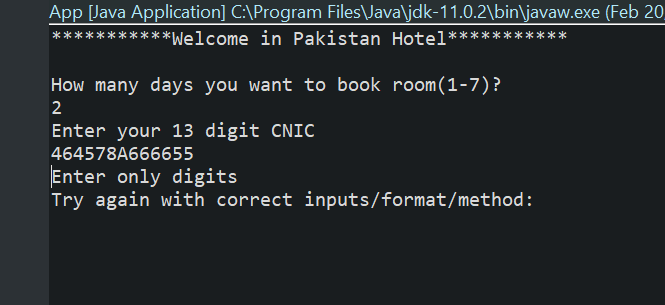 App [Java Application] C:\Program Files\Java\jdk-11.0.2\bin\javaw.exe (Feb 20
***********Welcome in Pakistan Hotel***********
How many days you want to book room(1-7)?
2
Enter your 13 digit CNIC
464578A666655
Enter only digits
Try again with correct inputs/format/method: